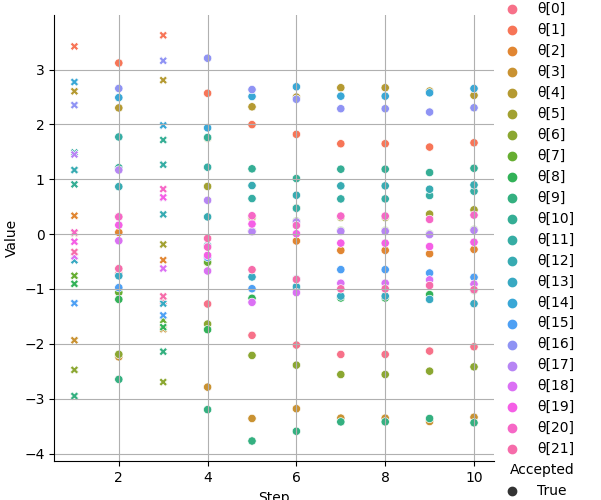 θ[0]
θ[1]
θ[2]
θ[3]
θ[4]
θ[5]
θ[6]
θ[7]
θ[8]
θ[9]
θ[10]
θ[11]
θ[12]
θ[13]
θ[14]
θ[15]
θ[16]
θ[17]
θ[18]
θ[19]
θ[20]
θ[21]
Accepted
True
Value
3
2
1
0
−1
−2
−3
−4
2
4
6
8
10
Step